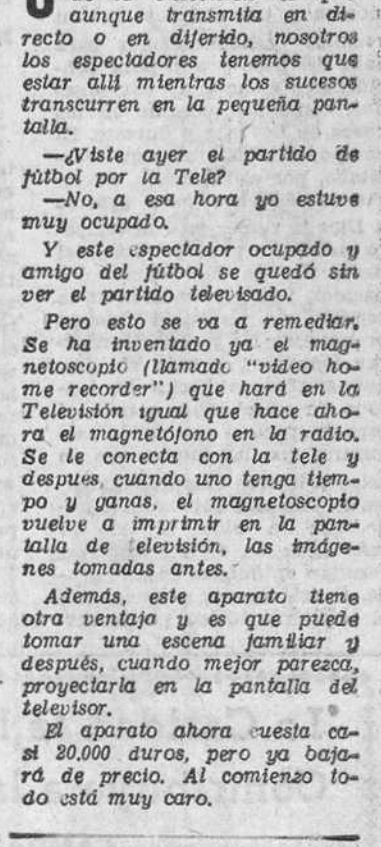 aunque transmita en di-
recto o en diferido, nosotros
los espectadores tenemos que
estar allí mientras los sucesos
transcurren en la pequeña pan-
talla.
—¿Viste ayer el partido de
fútbol por la Tele?
—No, a esa hora yo estuve
muy ocupado.
Y este espectador ocupado y
amigo del fútbol se quedó sin
ver el partido televisado.
Pero esto se va a remediar.
Se ha inventado ya el mag-
netoscopio (llamado "video ho-
me recorder") que hará en la
Televisión igual que hace aho-
ra el magnetófono en la radio.
Se le conecta con la tele y
despues, cuando uno tenga tiem-
po y ganas, el magnetoscopio
vuelve a imprimir en la pan-
talla de televisión, las imáge-
nes tomadas antes.
Además, este aparato tiene
otra ventaja y es que puede
tomar una escena familiar y
después, cuando mejor parezca,
proyectarla en la pantalla del
televisor.
El aparato ahora cuesta ca-
si 20.000 duros, pero ya baja-
rá de precio. Al comienzo to-
do está muy caro.